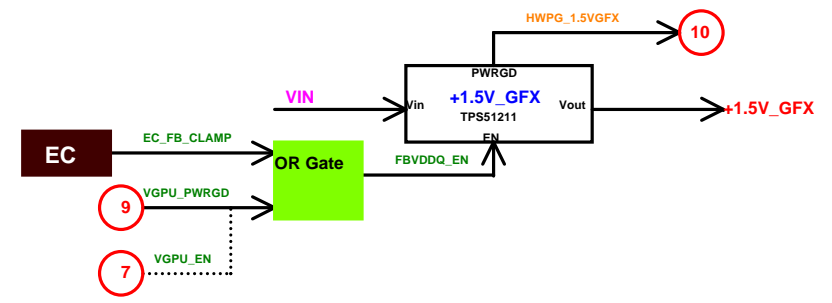 HWPG_1.5VGFX
10
PWRGD
VIN
Vin
+1.5V_GFX
Vout
+1.5V_GFX
TPS51211
EN
EC
EC_FB_CLAMP
OR Gate
FBVDDQ_EN
9
VGPU_PWRGD
7
VGPU_EN